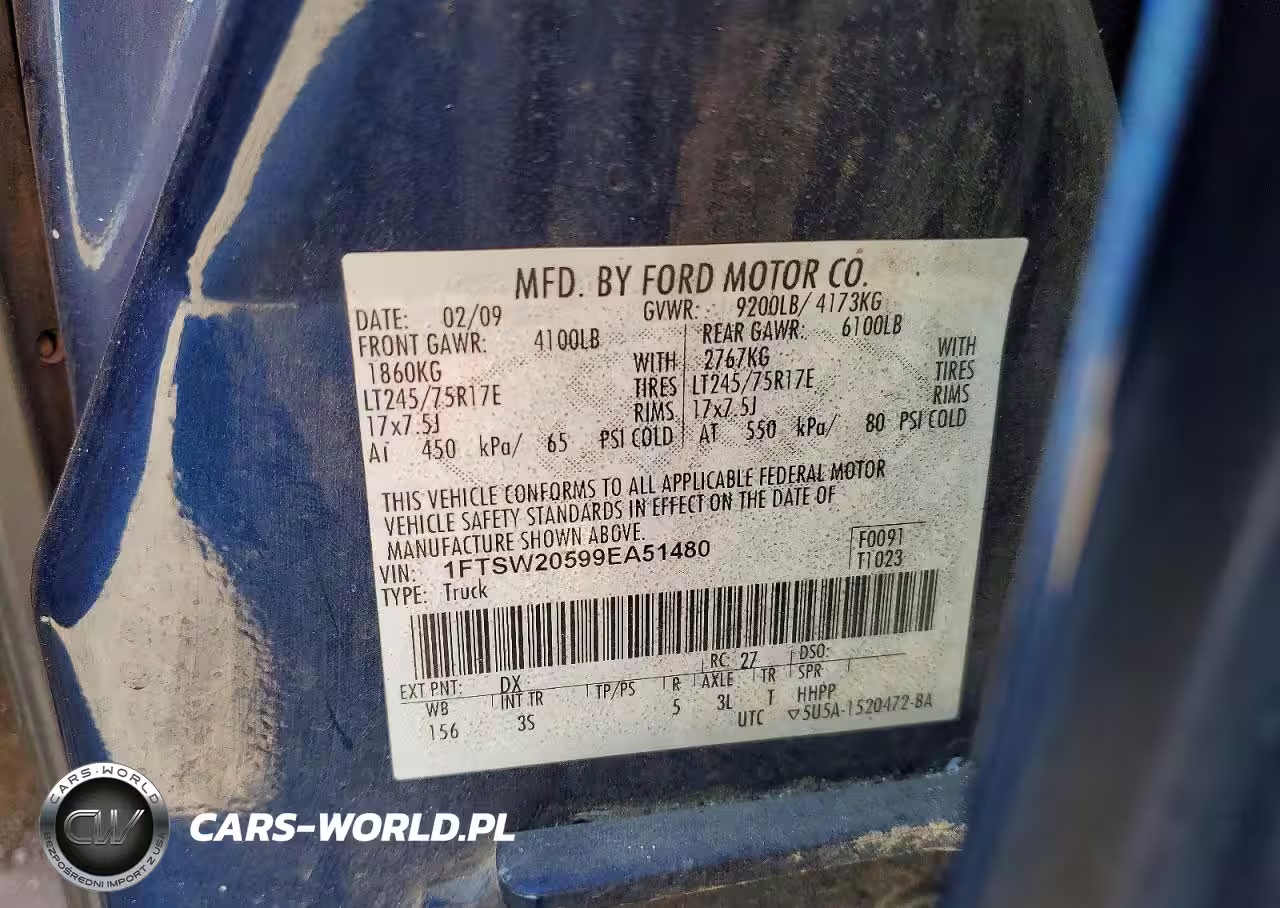 MFD. BY FORD MOTOR CO.
DATE: 02/09 GVWR: 9200LB/ 4173KG
FRONT GAWR: 4100LB REAR GAWR: 6100LB
1860KG WITH 2767KG WITH
LT245/75R17E TIRES LT245/75R17E TIRES
17x7.5J RIMS 17x7.5J RIMS
AT 450 kPa/ 65 PSI COLD AT 550 kPa/ 80 PSI COLD
THIS VEHICLE CONFORMS TO ALL APPLICABLE FEDERAL MOTOR
VEHICLE SAFETY STANDARDS IN EFFECT ON THE DATE OF
MANUFACTURE SHOWN ABOVE.
VIN: 1FTSW20599EA51480 F0091
TYPE: Truck T1023
EXT PNT: DX RC: 27 DSO:
WB INT TR TP/PS R AXLE TR SPR
156 3S 5 3L T HHPP
UTC ▽5U5A-1520472-BA
CARS-WORLD
CW
BEZPOŚREDNI IMPORT Z USA
CARS-WORLD.PL